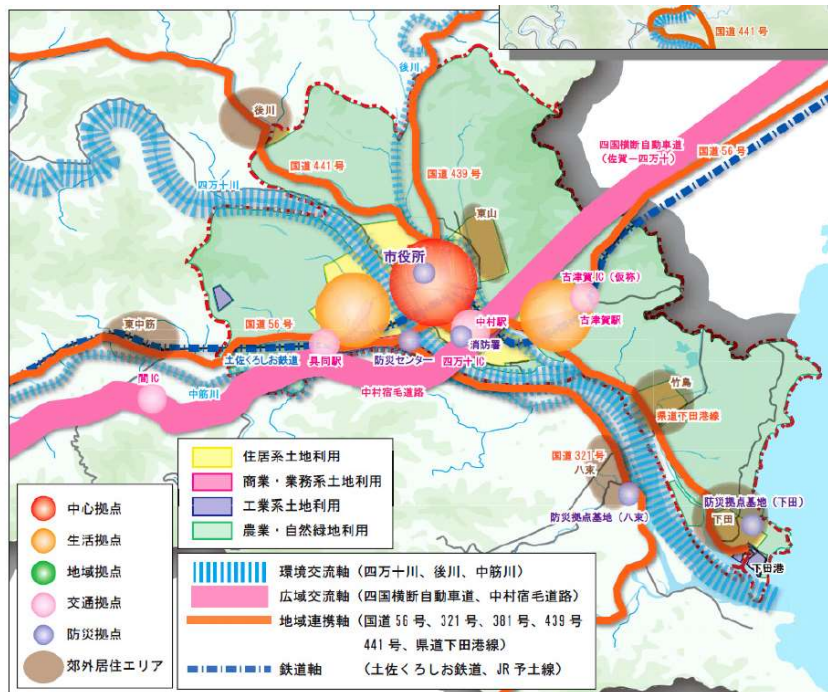 国道441号
後川
後川
四国横断自動車道
（佐賀－四万十）
国道56号
国道441号
国道439号
四万十川
東山
市役所
古津賀IC（仮称）
中村駅
古津賀駅
東中筋
国道56号
消防署
土佐くろしお鉄道
具同駅
防災センター
四万十IC
間IC
中筋川
中村宿毛道路
竹島
県道下田港線
国道321号
八束
防災拠点基地（八束）
防災拠点基地（下田）
下田
下田港
住居系土地利用
商業・業務系土地利用
工業系土地利用
農業・自然緑地利用
中心拠点
生活拠点
地域拠点
交通拠点
防災拠点
郊外居住エリア
環境交流軸（四万十川、後川、中筋川）
広域交流軸（四国横断自動車道、中村宿毛道路）
地域連携軸（国道56号、321号、381号、439号
441号、県道下田港線）
鉄道軸（土佐くろしお鉄道、JR予土線）